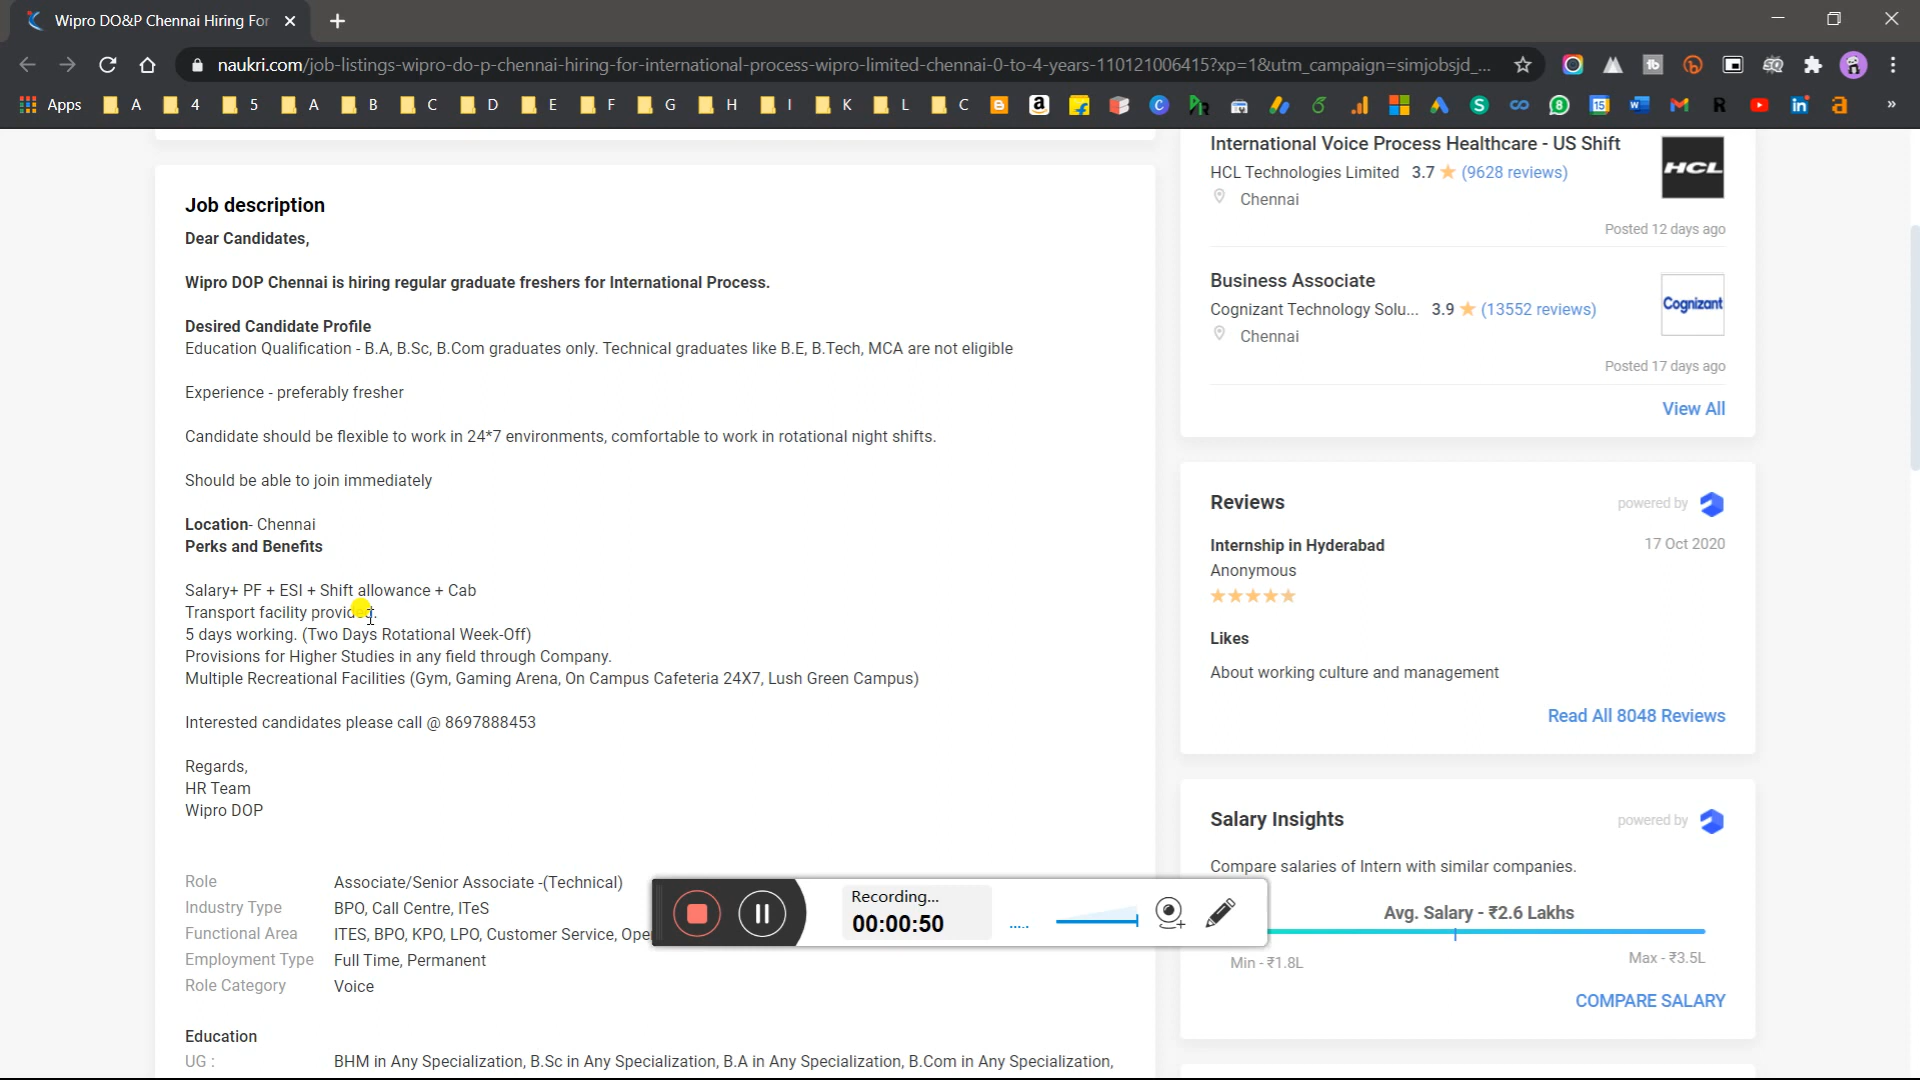 Wipro DO&P Chennai Hiring For
naukri.com/job-listings-wipro-do-p-chennai-hiring-for-international-process-wipro-limited-chennai-0-to-4-years-110121006415?xp=1&utm_campaign=simjobsjd_...
Apps A 4 5 A B C D E F G H I K L C »
Job description
Dear Candidates,
Wipro DOP Chennai is hiring regular graduate freshers for International Process.
Desired Candidate Profile
Education Qualification - B.A, B.Sc, B.Com graduates only. Technical graduates like B.E, B.Tech, MCA are not eligible
Experience - preferably fresher
Candidate should be flexible to work in 24*7 environments, comfortable to work in rotational night shifts.
Should be able to join immediately
Location- Chennai
Perks and Benefits
Salary+ PF + ESI + Shift allowance + Cab
Transport facility provided.
5 days working. (Two Days Rotational Week-Off)
Provisions for Higher Studies in any field through Company.
Multiple Recreational Facilities (Gym, Gaming Arena, On Campus Cafeteria 24X7, Lush Green Campus)
Interested candidates please call @ 8697888453
Regards,
HR Team
Wipro DOP
Role Associate/Senior Associate -(Technical)
Industry Type BPO, Call Centre, ITeS
Functional Area ITES, BPO, KPO, LPO, Customer Service, Ope
Employment Type Full Time, Permanent
Role Category Voice
Education
UG : BHM in Any Specialization, B.Sc in Any Specialization, B.A in Any Specialization, B.Com in Any Specialization,
Recording...
00:00:50
International Voice Process Healthcare - US Shift
HCL Technologies Limited 3.7 (9628 reviews)
Chennai
HCL
Posted 12 days ago
Business Associate
Cognizant Technology Solu... 3.9 (13552 reviews)
Chennai
Cognizant
Posted 17 days ago
View All
Reviews powered by
Internship in Hyderabad 17 Oct 2020
Anonymous
Likes
About working culture and management
Read All 8048 Reviews
Salary Insights powered by
Compare salaries of Intern with similar companies.
Avg. Salary - ₹2.6 Lakhs
Min - ₹1.8L Max - ₹3.5L
COMPARE SALARY